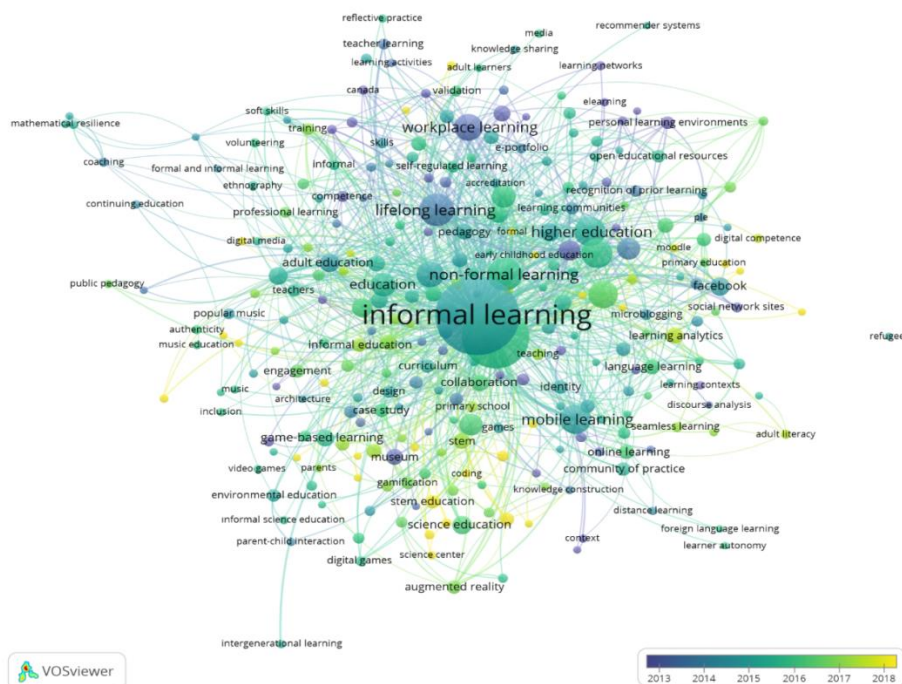 reflective practice
recommender systems
media
teacher learning
knowledge sharing
learning activities
adult learners
learning networks
canada
validation
elearning
soft skills
mathematical resilience
training
workplace learning
personal learning environments
volunteering
skills
e-portfolio
coaching
informal
self-regulated learning
open educational resources
formal and informal learning
ethnography
accreditation
competence
recognition of prior learning
continuing education
professional learning
lifelong learning
learning communities
ple
digital media
pedagogy
formal
higher education
digital competence
moodle
early childhood education
primary education
adult education
non-formal learning
public pedagogy
teachers
education
facebook
social network sites
popular music
informal learning
microblogging
authenticity
music education
informal education
learning analytics
refugee
teaching
engagement
curriculum
language learning
music
architecture
design
collaboration
identity
learning contexts
inclusion
case study
primary school
discourse analysis
games
mobile learning
seamless learning
game-based learning
stem
adult literacy
museum
online learning
video games
parents
coding
community of practice
gamification
environmental education
stem education
knowledge construction
informal science education
science education
distance learning
parent-child interaction
context
foreign language learning
science center
learner autonomy
digital games
augmented reality
intergenerational learning
VOSviewer
2013 2014 2015 2016 2017 2018